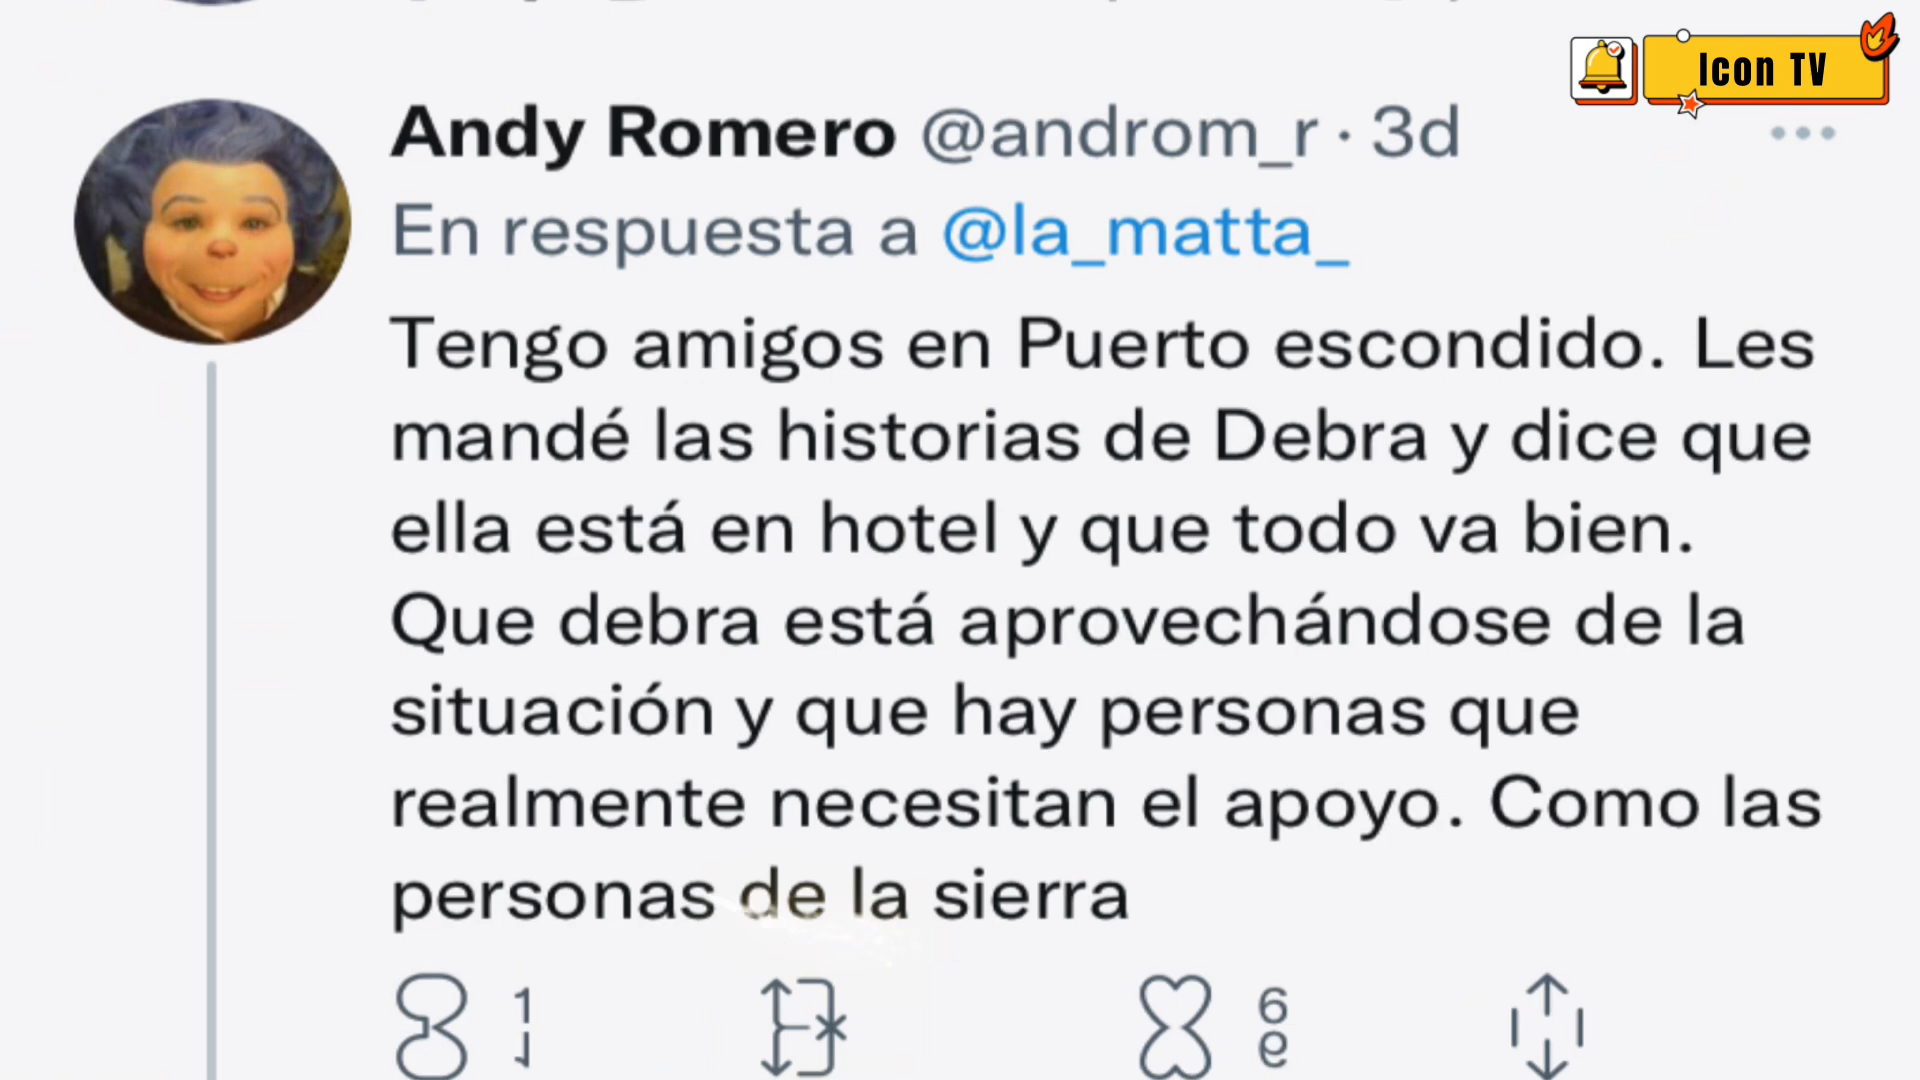 Icon TV
Andy Romero @androm_r · 3d
En respuesta a @la_matta_
Tengo amigos en Puerto escondido. Les
mandé las historias de Debra y dice que
ella está en hotel y que todo va bien.
Que debra está aprovechándose de la
situación y que hay personas que
realmente necesitan el apoyo. Como las
personas de la sierra
1 6